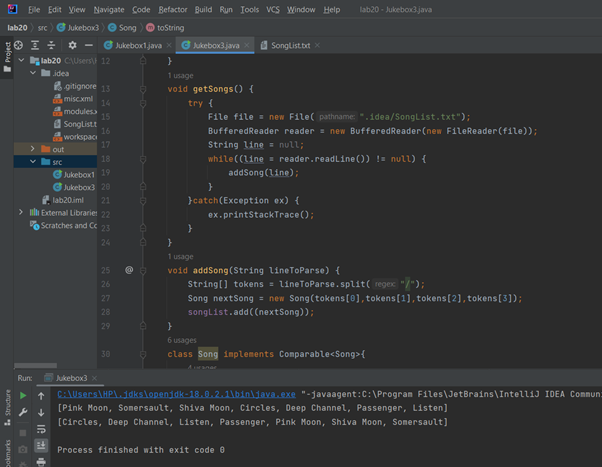 File Edit View Navigate Code Refactor Build Run Tools VCS Window Help lab20 - Jukebox3.java
lab20 src Jukebox3 Song toString
Project
Jukebox1.java Jukebox3.java SongList.txt
lab20
.idea
.gitignore
misc.xml
modules.x
SongList.t
workspace
out
src
Jukebox1
Jukebox3
lab20.iml
External Libraries
Scratches and Co
12 }
1 usage
13 void getSongs() {
14 try {
15 File file = new File( pathname: ".idea/SongList.txt");
16 BufferedReader reader = new BufferedReader(new FileReader(file));
17 String line = null;
18 while((line = reader.readLine()) != null) {
19 addSong(line);
20 }
21 }catch(Exception ex) {
22 ex.printStackTrace();
23 }
24 }
1 usage
25 @ void addSong(String lineToParse) {
26 String[] tokens = lineToParse.split( regex: "/");
27 Song nextSong = new Song(tokens[0],tokens[1],tokens[2],tokens[3]);
28 songList.add((nextSong));
29 }
6 usages
30 class Song implements Comparable<Song>{
4 usages
Run: Jukebox3
C:\Users\HP\.jdks\openjdk-18.0.2.1\bin\java.exe "-javaagent:C:\Program Files\JetBrains\IntelliJ IDEA Commun
[Pink Moon, Somersault, Shiva Moon, Circles, Deep Channel, Passenger, Listen]
[Circles, Deep Channel, Listen, Passenger, Pink Moon, Shiva Moon, Somersault]
Process finished with exit code 0
Structure